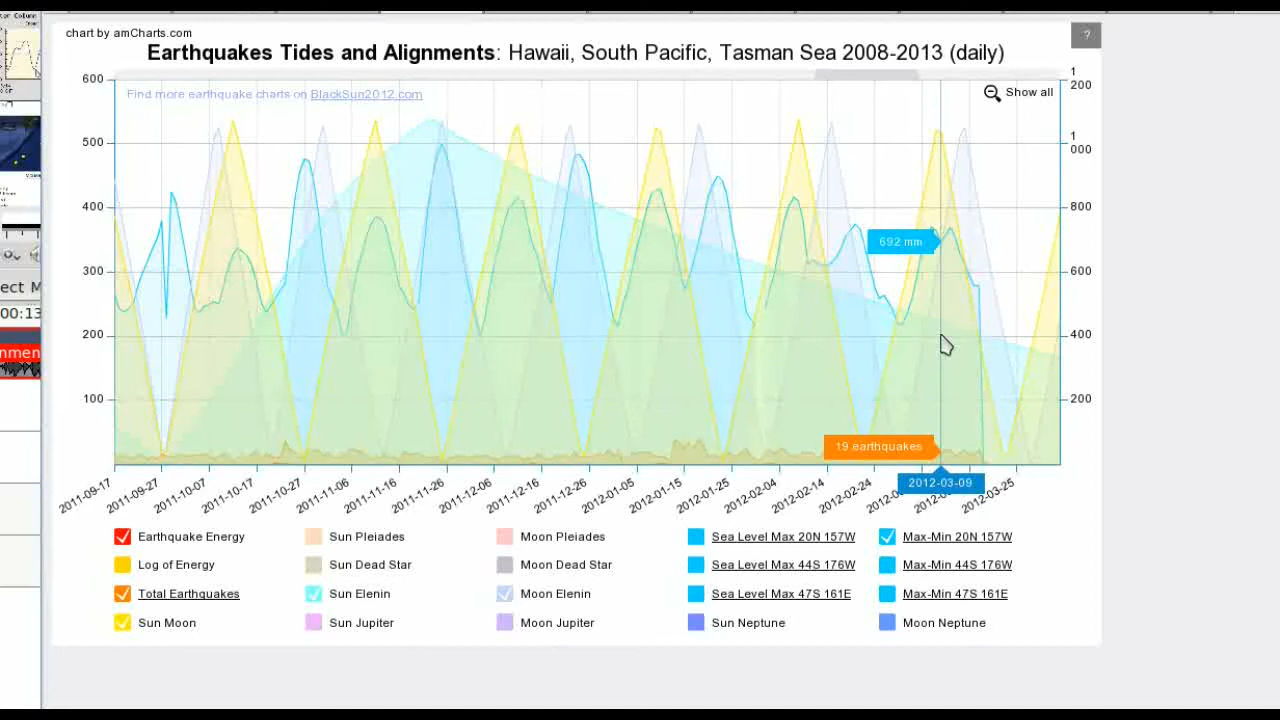 chart by amCharts.com
?
Earthquakes Tides and Alignments: Hawaii, South Pacific, Tasman Sea 2008-2013 (daily)
Find more earthquake charts on BlackSun2012.com
Show all
600
500
400
300
200
100
1 200
1 000
800
600
400
200
692 mm
19 earthquakes
2012-03-09
2011-09-17
2011-09-27
2011-10-07
2011-10-17
2011-10-27
2011-11-06
2011-11-16
2011-11-26
2011-12-06
2011-12-16
2011-12-26
2012-01-05
2012-01-15
2012-01-25
2012-02-04
2012-02-14
2012-02-24
2012-03-25
Earthquake Energy
Sun Pleiades
Moon Pleiades
Sea Level Max 20N 157W
Max-Min 20N 157W
Log of Energy
Sun Dead Star
Moon Dead Star
Sea Level Max 44S 176W
Max-Min 44S 176W
Total Earthquakes
Sun Elenin
Moon Elenin
Sea Level Max 47S 161E
Max-Min 47S 161E
Sun Moon
Sun Jupiter
Moon Jupiter
Sun Neptune
Moon Neptune
ect M
00:13
nmen